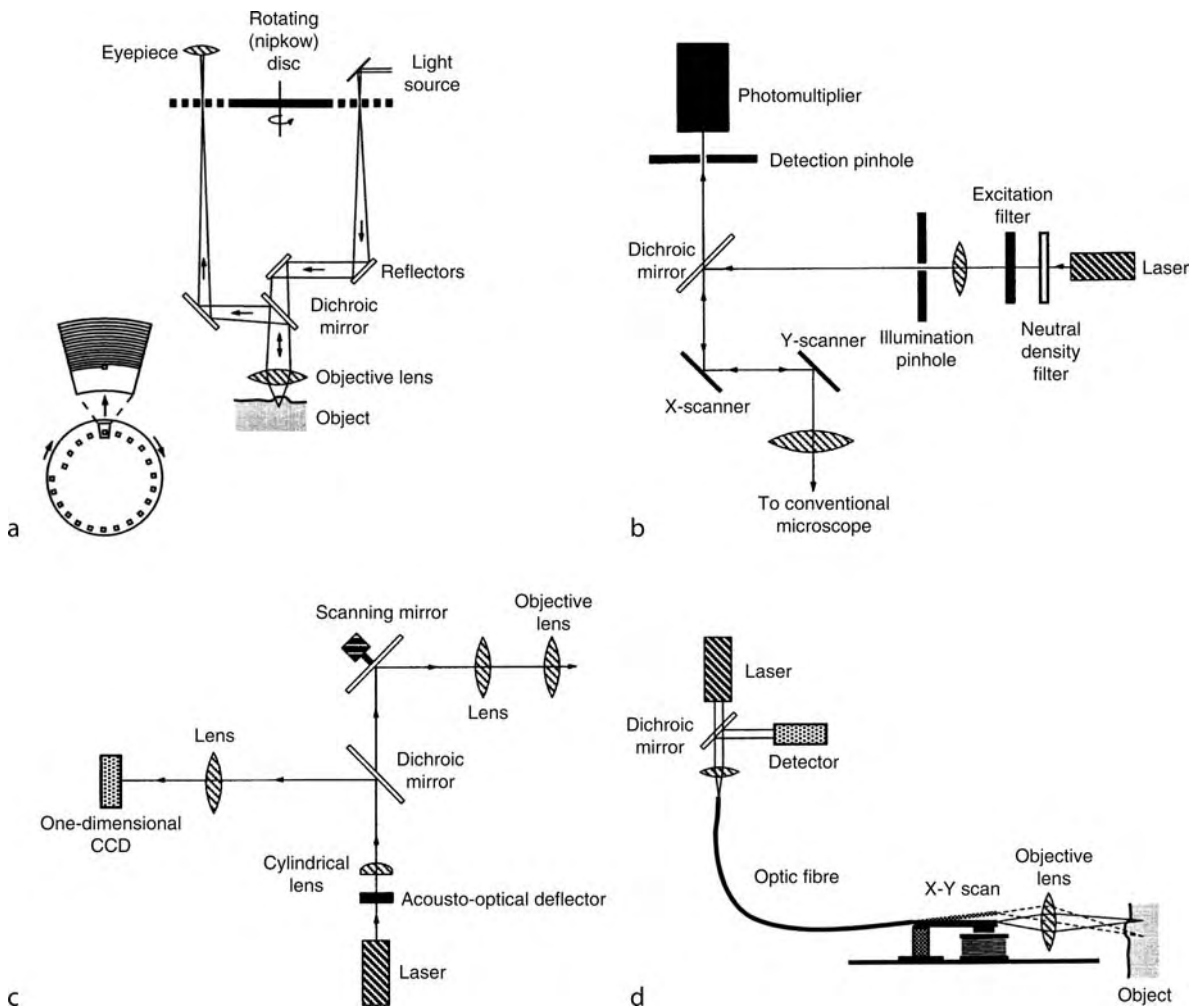 Rotating
(nipkow)
disc
Eyepiece
Light
source
Reflectors
Dichroic
mirror
Objective lens
Object
a
Photomultiplier
Detection pinhole
Excitation
filter
Dichroic
mirror
Laser
Illumination
pinhole
Neutral
density
filter
Y-scanner
X-scanner
To conventional
microscope
b
Scanning mirror
Objective
lens
Lens
Lens
Dichroic
mirror
One-dimensional
CCD
Cylindrical
lens
Acousto-optical deflector
Laser
c
Laser
Dichroic
mirror
Detector
Optic fibre
X-Y scan
Objective
lens
Object
d